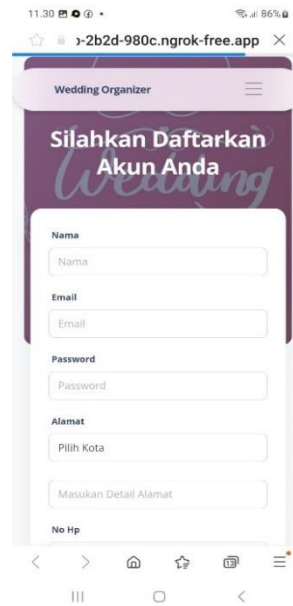 11.30
86%
ɔ-2b2d-980c.ngrok-free.app
Wedding Organizer
Silahkan Daftarkan
Akun Anda
Wedding
Nama
Nama
Email
Email
Password
Password
Alamat
Pilih Kota
Masukan Detail Alamat
No Hp
13